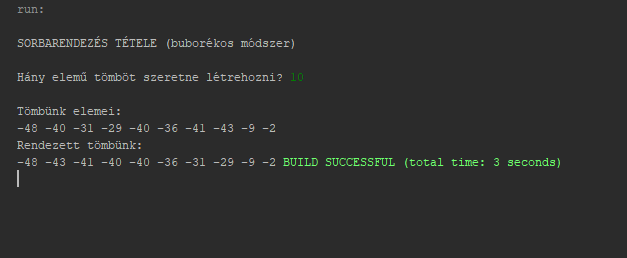 run:
SORBARENDEZÉS TÉTELE (buborékos módszer)
Hány elemű tömböt szeretne létrehozni? 10
Tömbünk elemei:
-48 -40 -31 -29 -40 -36 -41 -43 -9 -2
Rendezett tömbünk:
-48 -43 -41 -40 -40 -36 -31 -29 -9 -2 BUILD SUCCESSFUL (total time: 3 seconds)